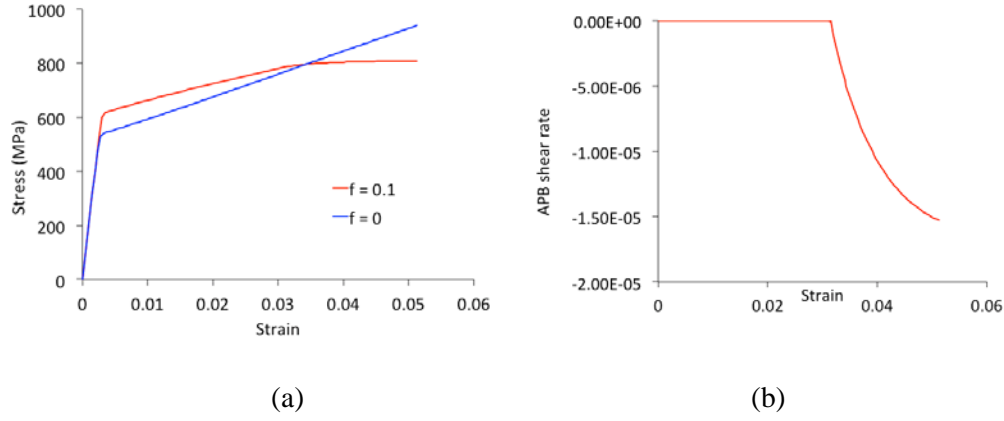 1000
800
600
400
200
0
Stress (MPa)
f = 0.1
f = 0
0 0.01 0.02 0.03 0.04 0.05 0.06
Strain
(a)
0.00E+00
-5.00E-06
-1.00E-05
-1.50E-05
-2.00E-05
APB shear rate
Strain
0 0.02 0.04 0.06
(b)